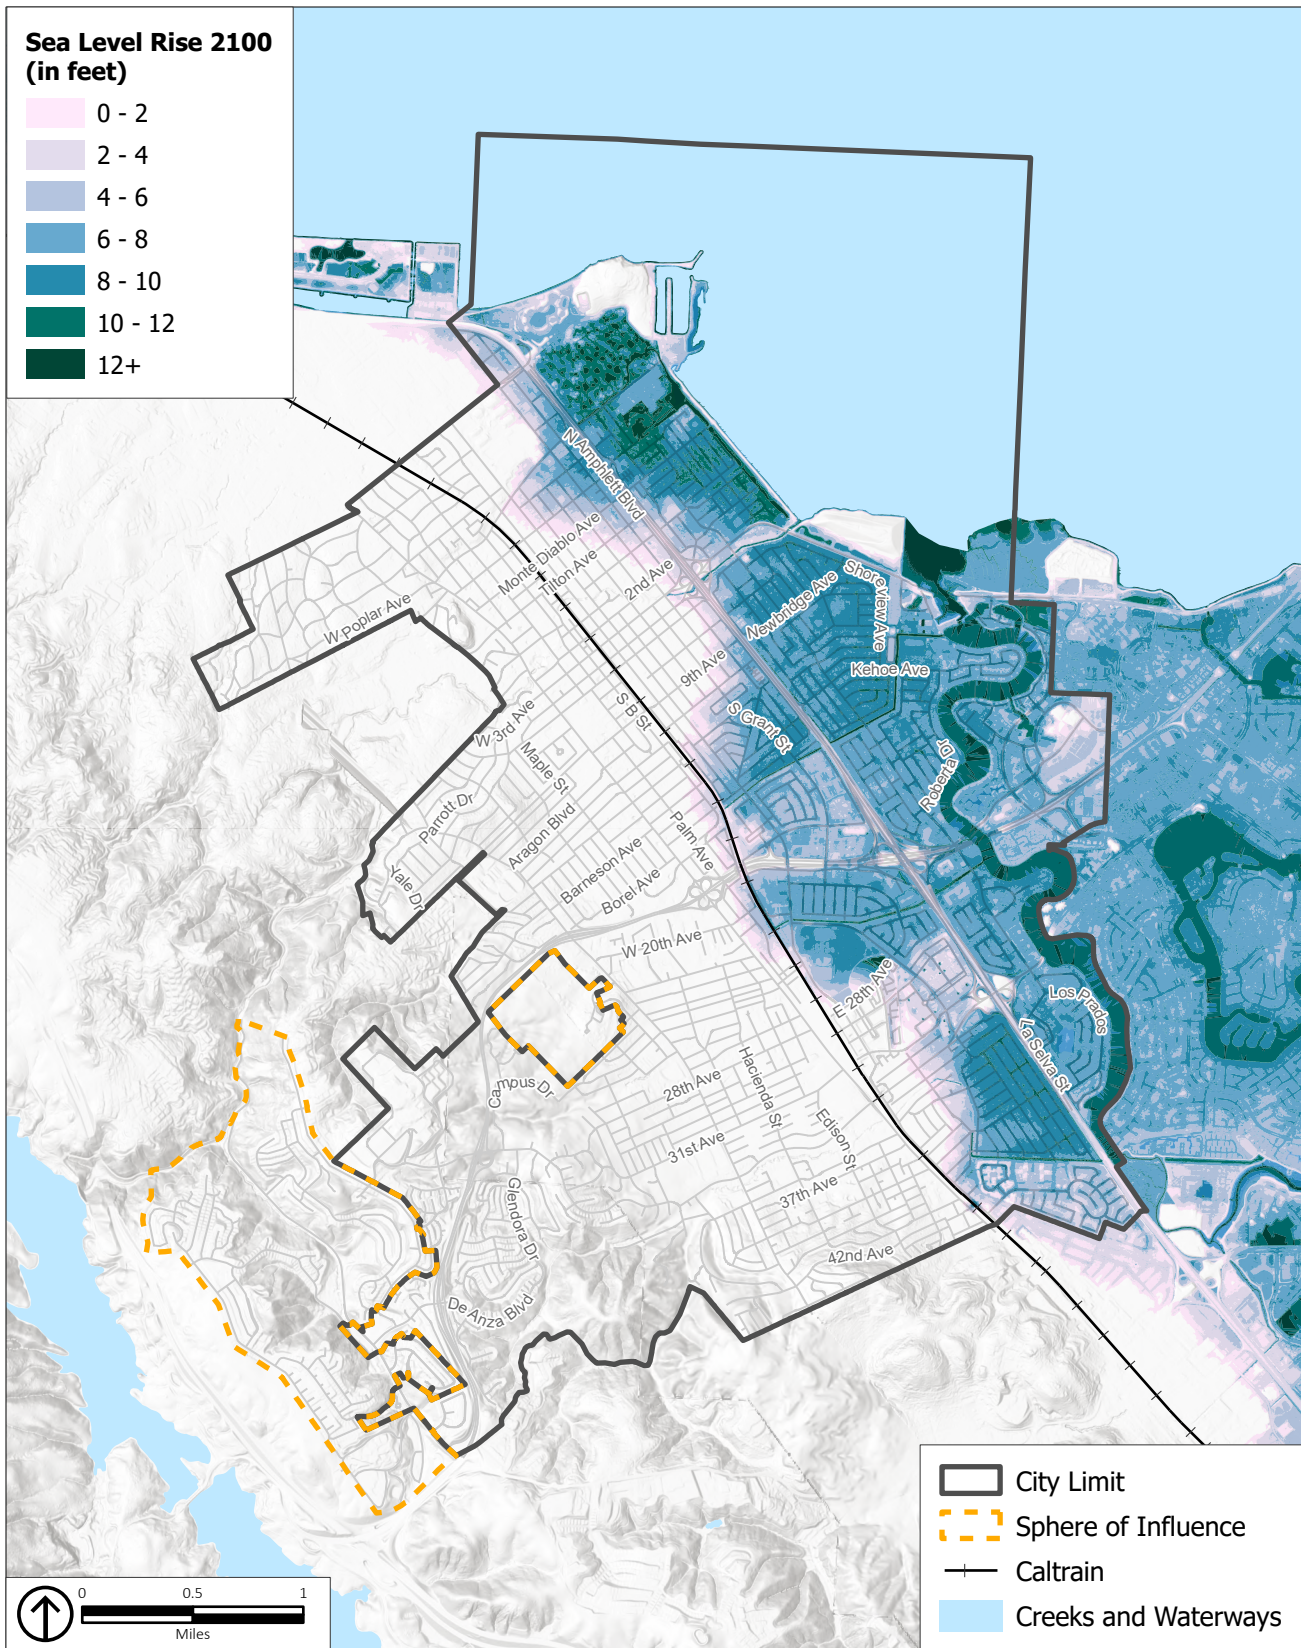 Sea Level Rise 2100
(in feet)
0 - 2
2 - 4
4 - 6
6 - 8
8 - 10
10 - 12
12+
N Amphlett Blvd
Monte Diablo Ave
Tilton Ave
2nd Ave
Shoreview Ave
Newbridge Ave
W Poplar Ave
Kehoe Ave
9th Ave
S B St
S Grant St
W 3rd Ave
Maple St
Roberta Dr
Parrott Dr
Aragon Blvd
Palm Ave
Barneson Ave
Yale Dr
Borel Ave
W 20th Ave
E 28th Ave
Los Prados
La Selva St
Campus Dr
28th Ave
Hacienda St
Edison St
31st Ave
37th Ave
Glendora Dr
42nd Ave
De Anza Blvd
City Limit
Sphere of Influence
Caltrain
Creeks and Waterways
0 0.5 1
Miles